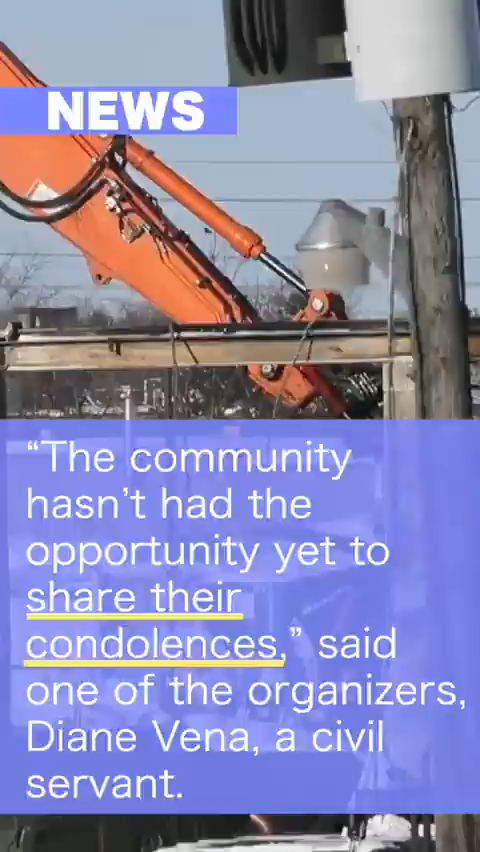 NEWS
“The community
hasn’t had the
opportunity yet to
share their
condolences,” said
one of the organizers,
Diane Vena, a civil
servant.